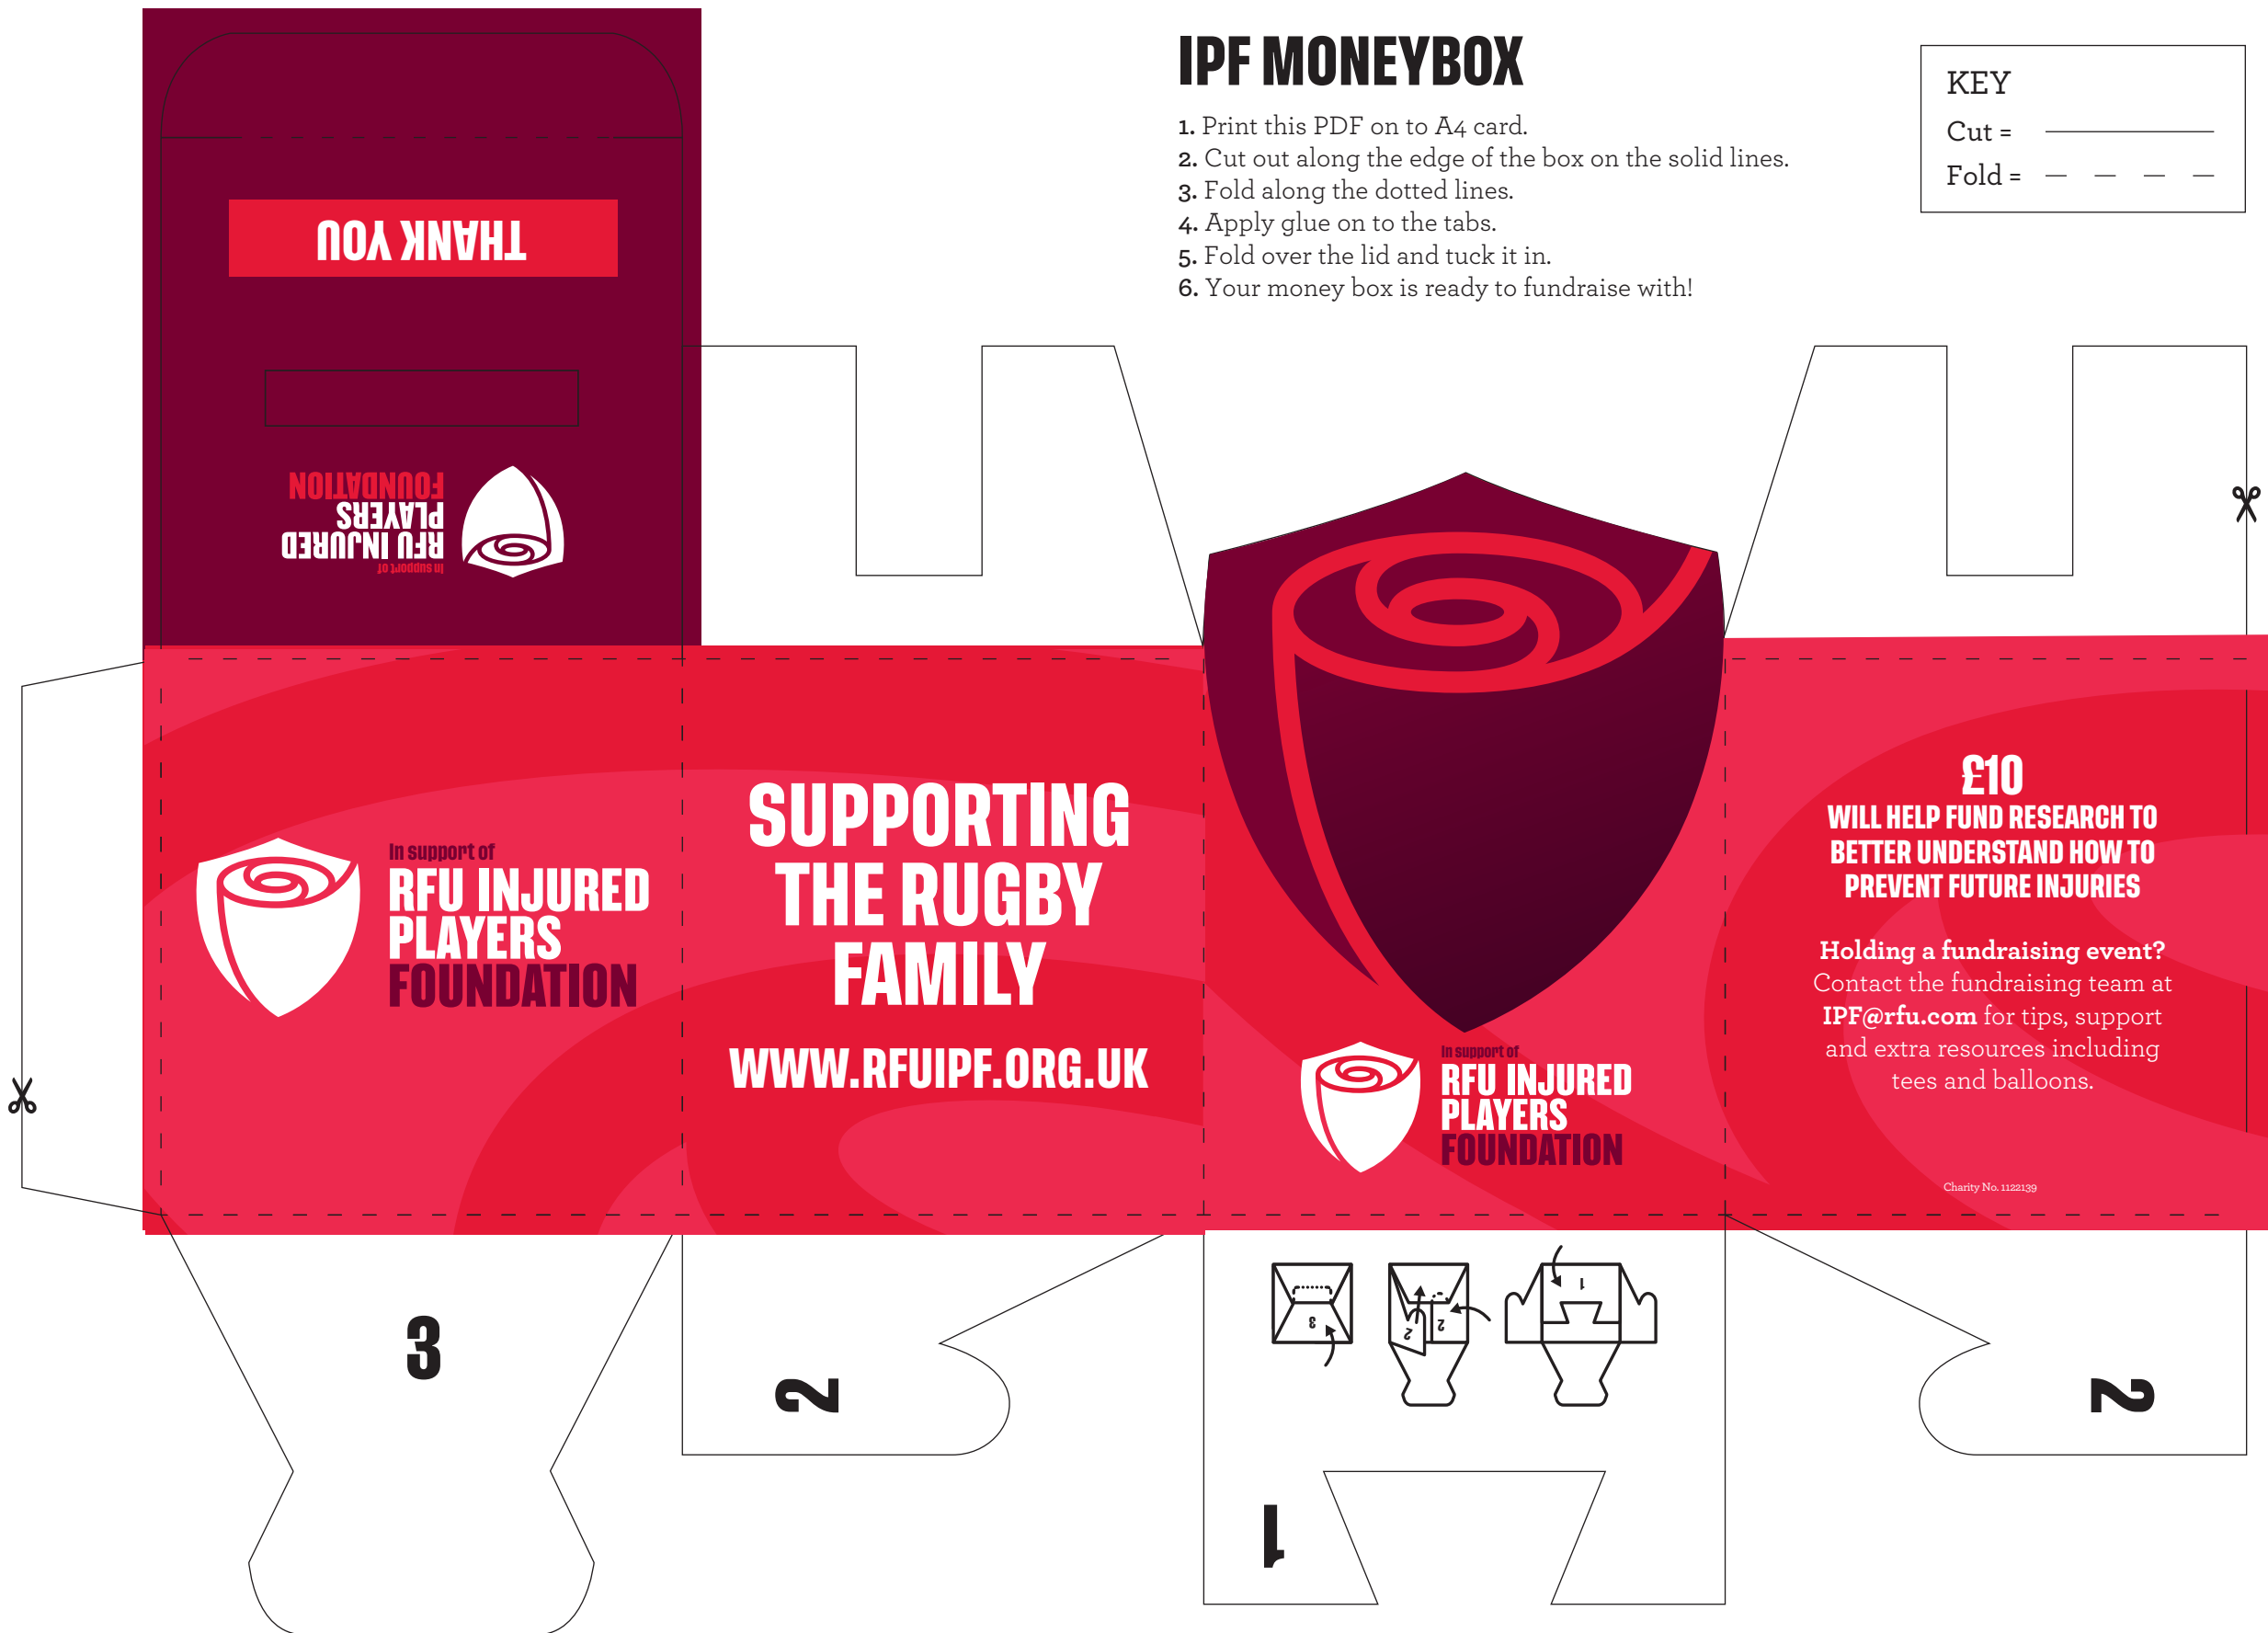 IPF MONEYBOX
1. Print this PDF on to A4 card.
2. Cut out along the edge of the box on the solid lines.
3. Fold along the dotted lines.
4. Apply glue on to the tabs.
5. Fold over the lid and tuck it in.
6. Your money box is ready to fundraise with!
KEY
Cut =
Fold =
THANK YOU
In support of
RFU INJURED
PLAYERS
FOUNDATION
In support of
RFU INJURED
PLAYERS
FOUNDATION
SUPPORTING
THE RUGBY
FAMILY
WWW.RFUIPF.ORG.UK
In support of
RFU INJURED
PLAYERS
FOUNDATION
£10
WILL HELP FUND RESEARCH TO
BETTER UNDERSTAND HOW TO
PREVENT FUTURE INJURIES
Holding a fundraising event?
Contact the fundraising team at
IPF@rfu.com for tips, support
and extra resources including
tees and balloons.
Charity No. 1122139
3
2
3
2
2
1
1
2